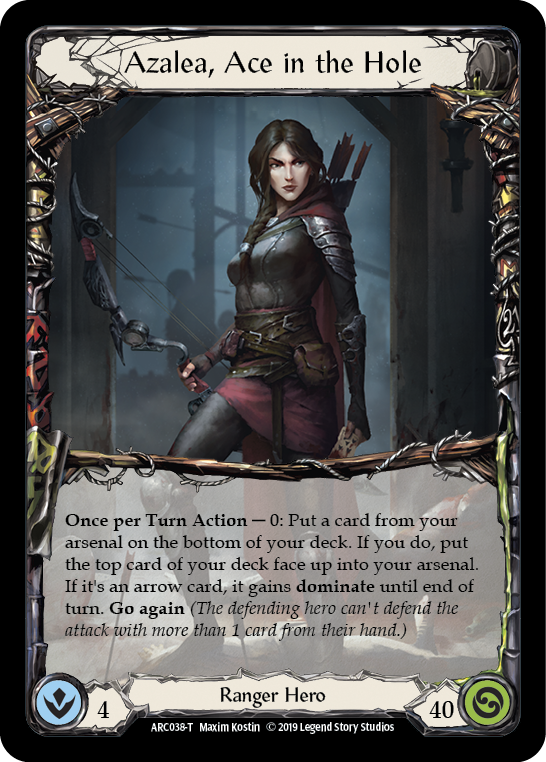 Azalea, Ace in the Hole
Once per Turn Action — 0: Put a card from your
arsenal on the bottom of your deck. If you do, put
the top card of your deck face up into your arsenal.
If it's an arrow card, it gains dominate until end of
turn. Go again (The defending hero can't defend the
attack with more than 1 card from their hand.)
4
Ranger Hero
40
ARC038-T Maxim Kostin © 2019 Legend Story Studios